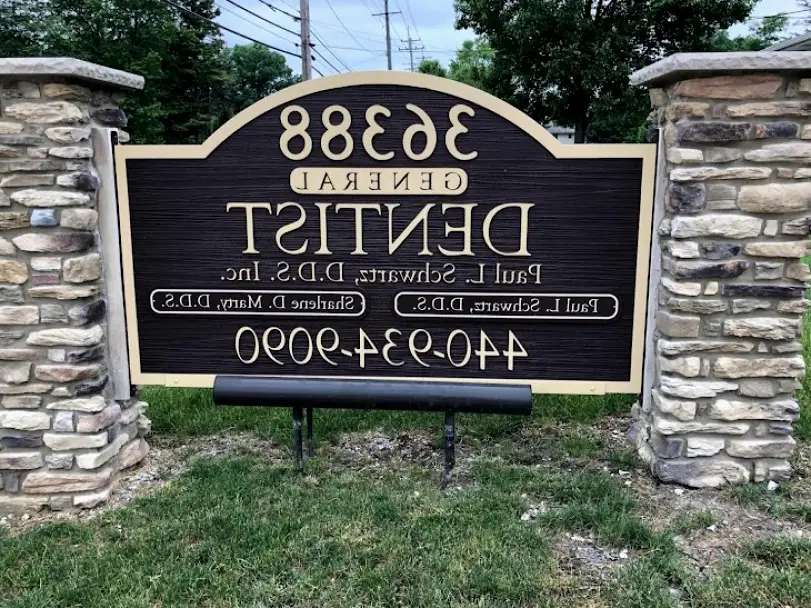 36388
GENERAL
DENTIST
Paul L. Schwartz, D.D.S. Inc.
Paul L. Schwartz, D.D.S. Sharlene D. Marty, D.D.S.
440-934-9090